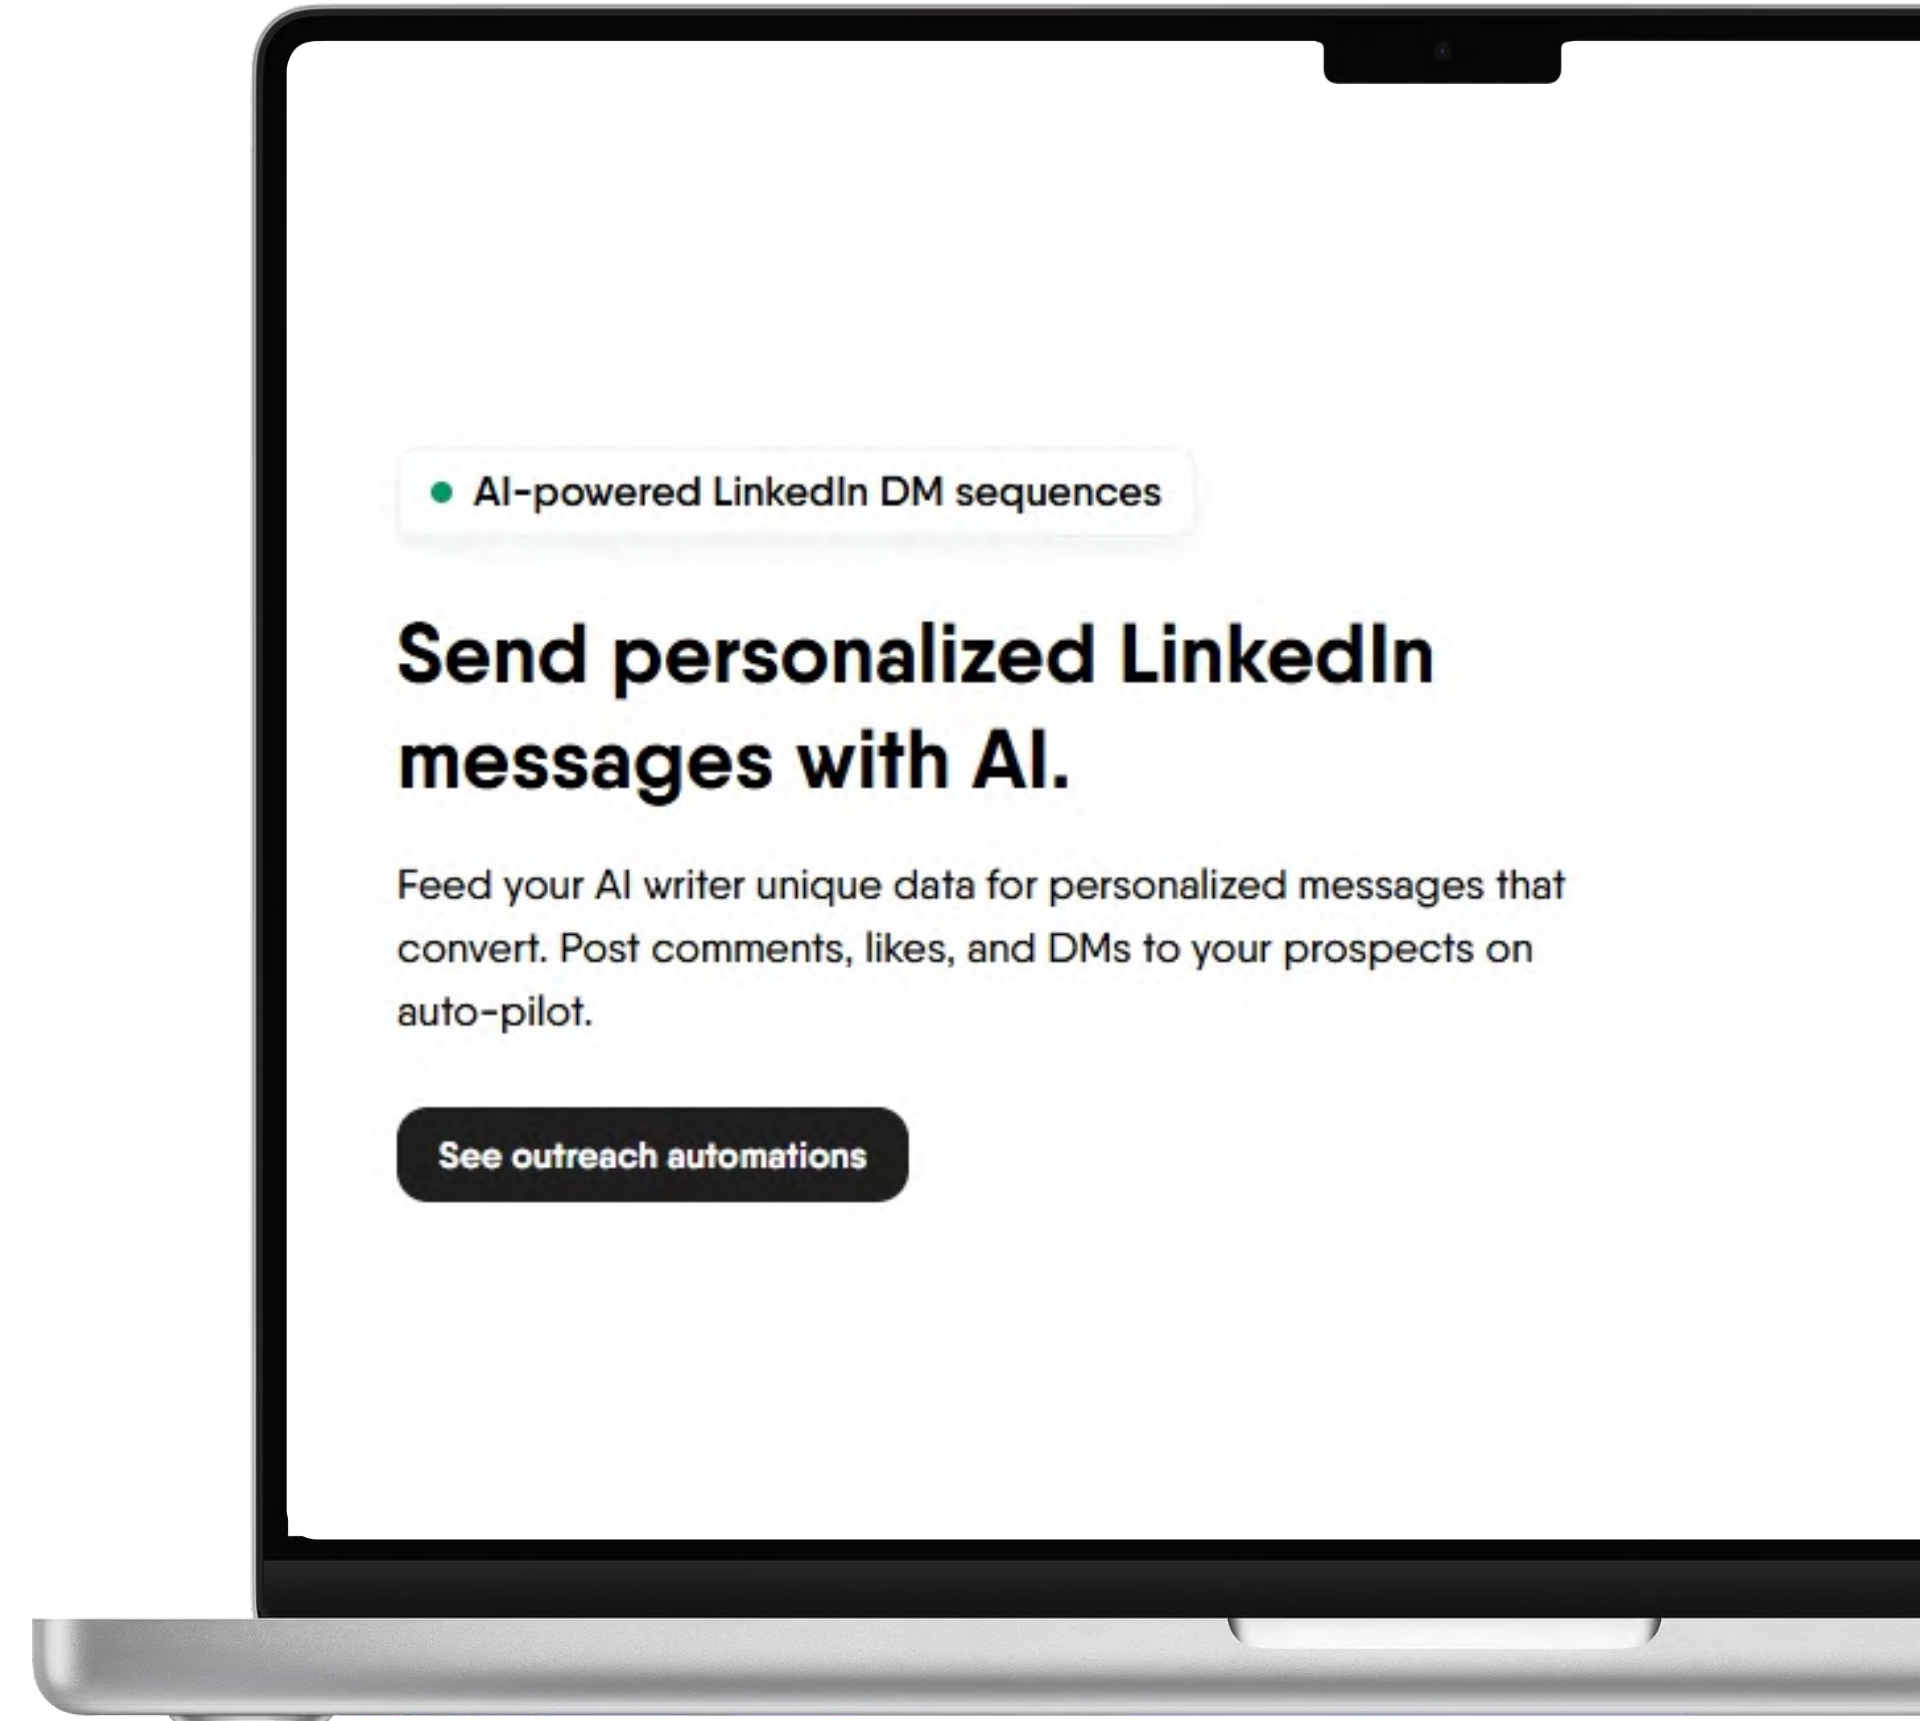 AI-powered LinkedIn DM sequences
Send personalized LinkedIn
messages with AI.
Feed your AI writer unique data for personalized messages that
convert. Post comments, likes, and DMs to your prospects on
auto-pilot.
See outreach automations